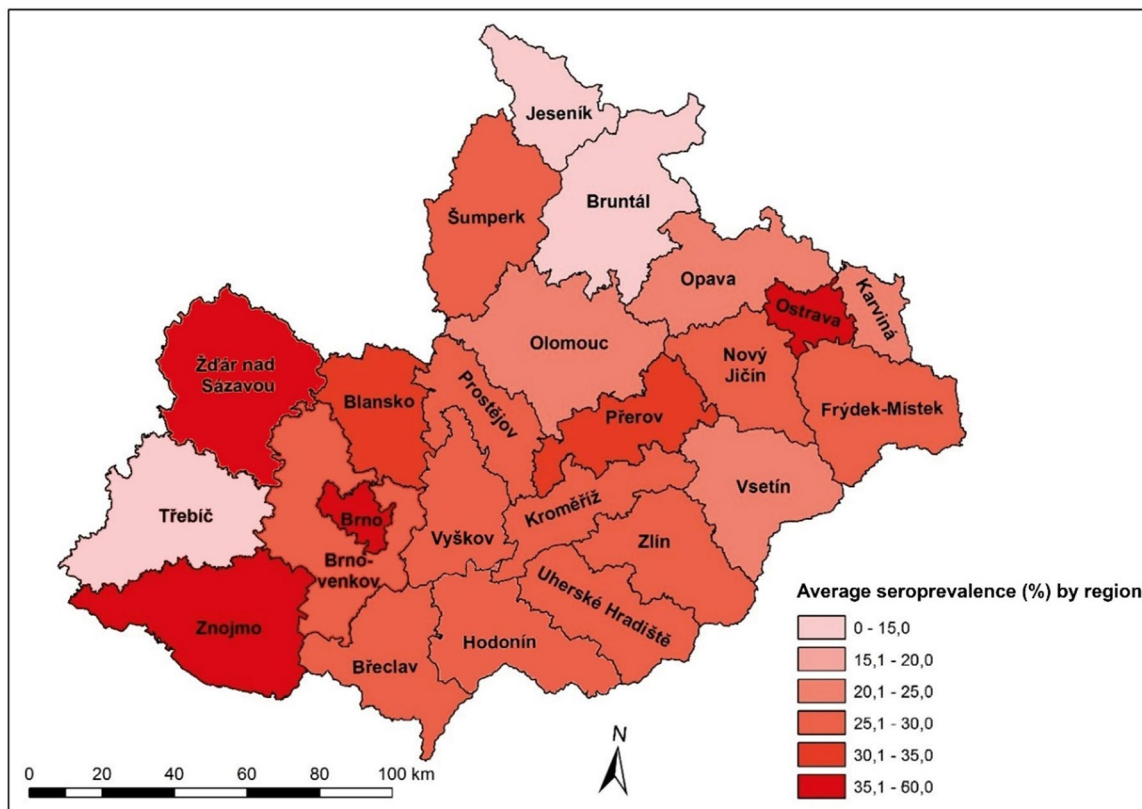 Jeseník
Bruntál
Šumperk
Opava
Karviná
Ostrava
Olomouc
Nový
Jičín
Žďár nad
Sázavou
Blansko
Prostějov
Přerov
Frýdek-Místek
Třebíč
Brno
Vyškov
Kroměříž
Vsetín
Zlín
Brno-
venkov
Uherské Hradiště
Znojmo
Břeclav
Hodonín
Average seroprevalence (%) by region
0 - 15,0
15,1 - 20,0
20,1 - 25,0
25,1 - 30,0
30,1 - 35,0
35,1 - 60,0
N
0 20 40 60 80 100 km